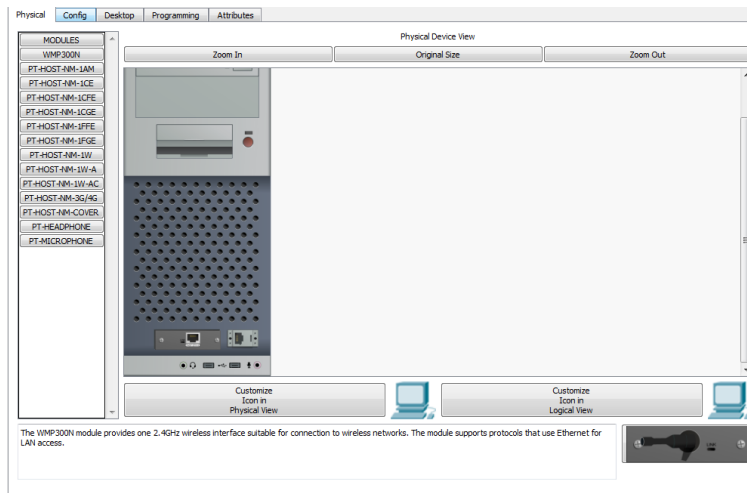 Physical Config Desktop Programming Attributes
MODULES
WMP300N
PT-HOST-NM-1AM
PT-HOST-NM-1CE
PT-HOST-NM-1CFE
PT-HOST-NM-1CGE
PT-HOST-NM-1FFE
PT-HOST-NM-1FGE
PT-HOST-NM-1W
PT-HOST-NM-1W-A
PT-HOST-NM-1W-AC
PT-HOST-NM-3G/4G
PT-HOST-NM-COVER
PT-HEADPHONE
PT-MICROPHONE
Physical Device View
Zoom In Original Size Zoom Out
Customize
Icon in
Physical View
Customize
Icon in
Logical View
The WMP300N module provides one 2.4GHz wireless interface suitable for connection to wireless networks. The module supports protocols that use Ethernet for
LAN access.